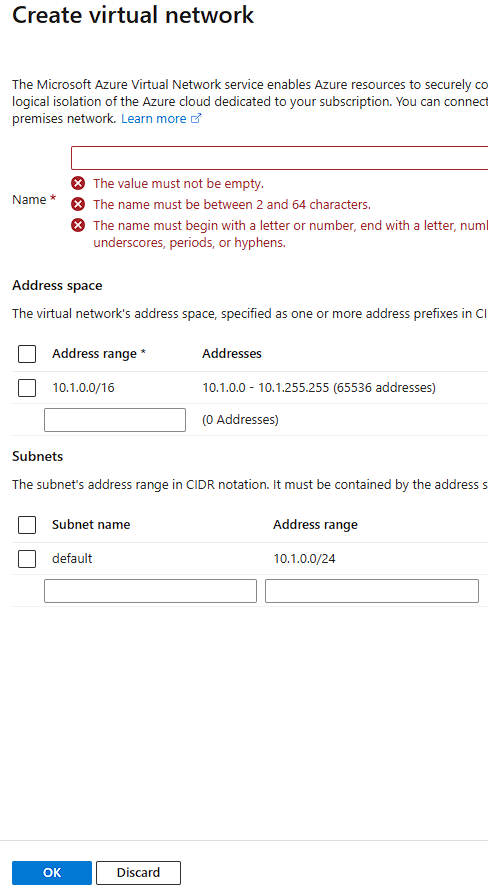 Create virtual network
The Microsoft Azure Virtual Network service enables Azure resources to securely co
logical isolation of the Azure cloud dedicated to your subscription. You can connect
premises network. Learn more
Name *
The value must not be empty.
The name must be between 2 and 64 characters.
The name must begin with a letter or number, end with a letter, num
underscores, periods, or hyphens.
Address space
The virtual network's address space, specified as one or more address prefixes in CI
Address range * Addresses
10.1.0.0/16 10.1.0.0 - 10.1.255.255 (65536 addresses)
(0 Addresses)
Subnets
The subnet's address range in CIDR notation. It must be contained by the address s
Subnet name Address range
default 10.1.0.0/24
OK Discard